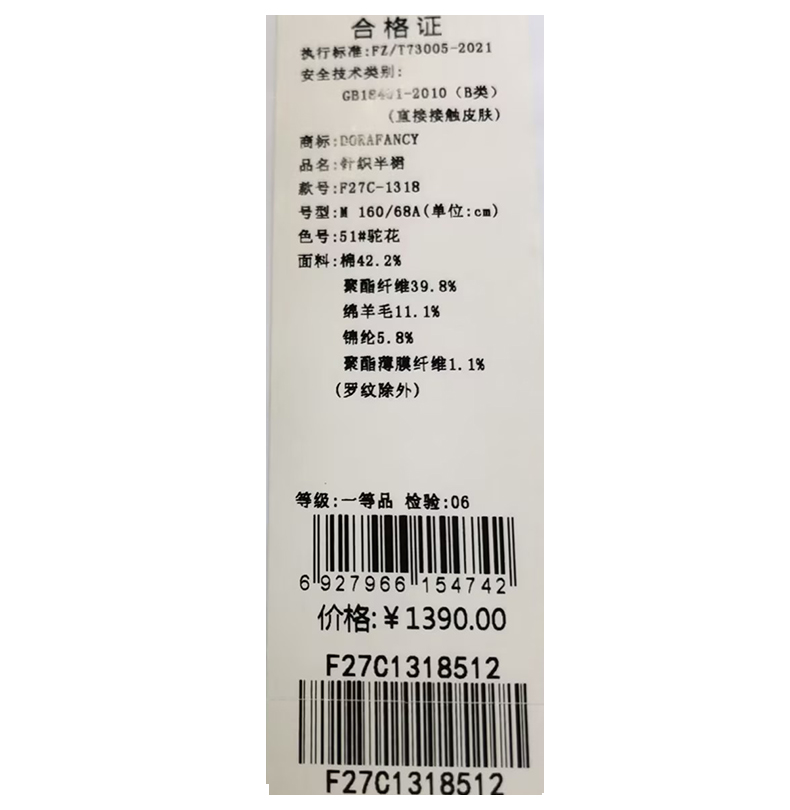 合格证
执行标准:FZ/T73005-2021
安全技术类别:
GB18401-2010（B类）
(直接接触皮肤)
商标:DORAFANCY
品名:针织半裙
款号:F27C-1318
号型:M 160/68A(单位:cm)
色号:51#驼花
面料:棉42.2%
聚酯纤维39.8%
绵羊毛11.1%
锦纶5.8%
聚酯薄膜纤维1.1%
(罗纹除外)
等级:一等品 检验:06
6 927966 154742
价格:¥1390.00
F27C1318512
F27C1318512